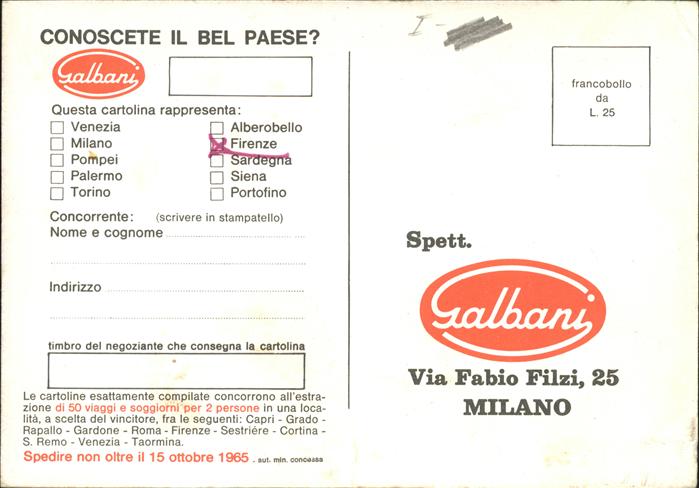 CONOSCETE IL BEL PAESE?
Galbani
Questa cartolina rappresenta:
Venezia
Milano
Pompei
Palermo
Torino
Alberobello
Firenze
Sardegna
Siena
Portofino
Concorrente: (scrivere in stampatello)
Nome e cognome
Indirizzo
timbro del negoziante che consegna la cartolina
Le cartoline esattamente compilate concorrono all'estra-
zione di 50 viaggi e soggiorni per 2 persone in una loca-
lità, a scelta del vincitore, fra le seguenti: Capri - Grado -
Rapallo - Gardone - Roma - Firenze - Sestriére - Cortina -
S. Remo - Venezia - Taormina.
Spedire non oltre il 15 ottobre 1965 - aut. min. concessa
I -
francobollo
da
L. 25
Spett.
Galbani
Via Fabio Filzi, 25
MILANO